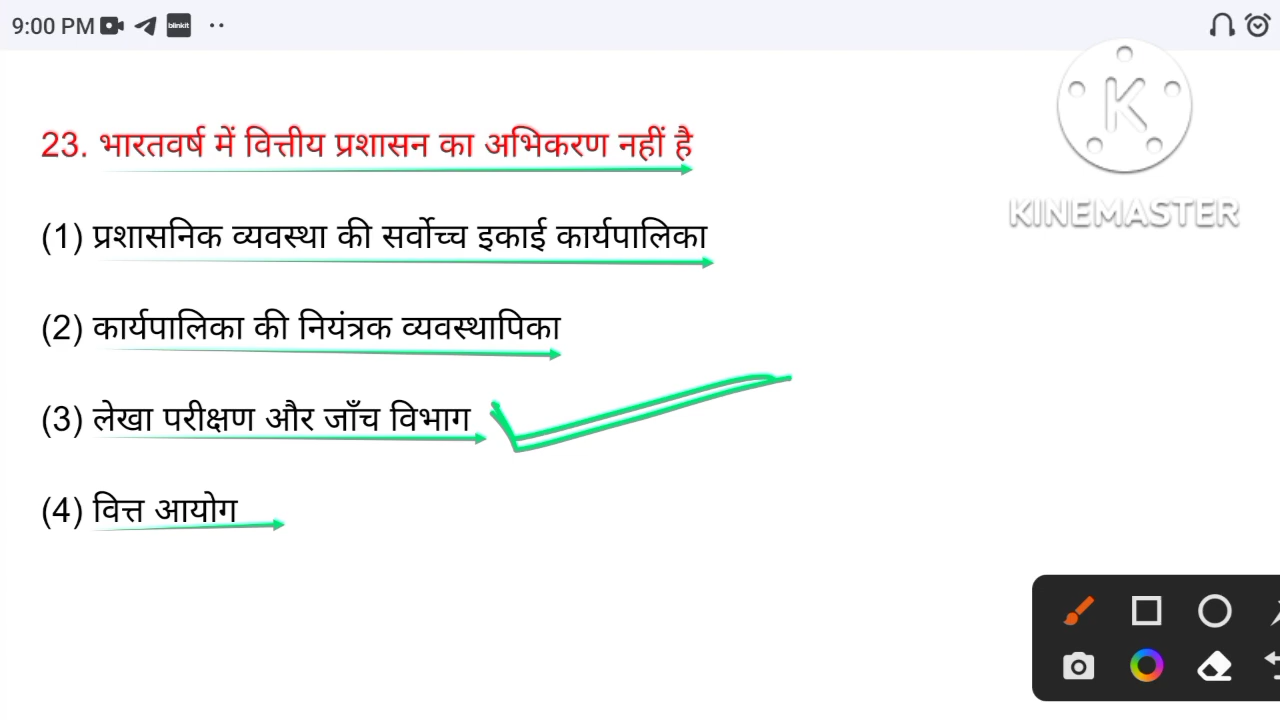 9:00 PM blinkit
KINEMASTER
23. भारतवर्ष में वित्तीय प्रशासन का अभिकरण नहीं है
(1) प्रशासनिक व्यवस्था की सर्वोच्च इकाई कार्यपालिका
(2) कार्यपालिका की नियंत्रक व्यवस्थापिका
(3) लेखा परीक्षण और जाँच विभाग
(4) वित्त आयोग